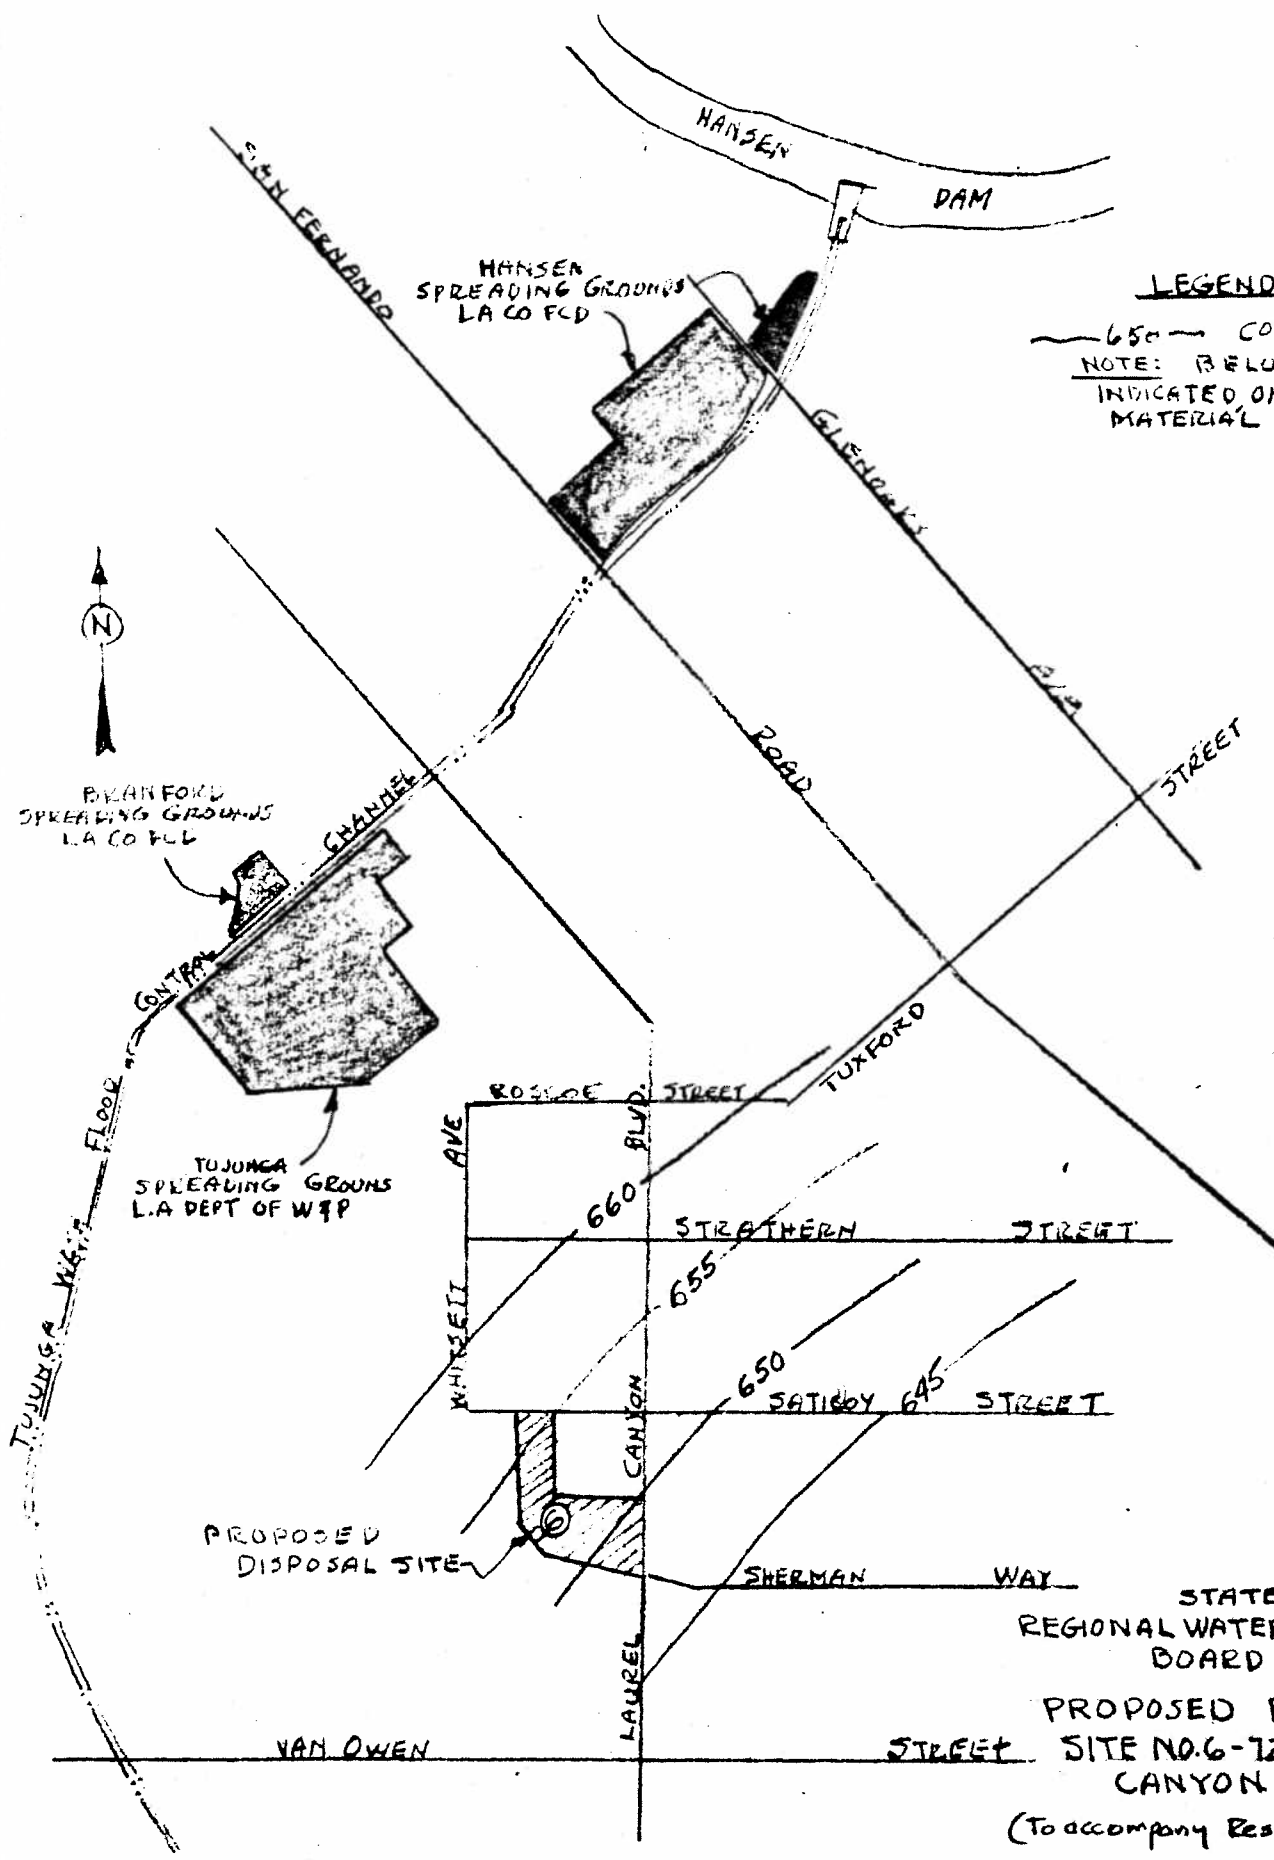 HANSEN
DAM
SAN FERNANDO
HANSEN
SPREADING GROUNDS
LA CO FCD
LEGEND
650 CO
NOTE: BELO
INDICATED, O
MATERIAL
GLENOAKS
BLVD
N
ROAD
STREET
BRANFORD
SPREADING GROUNDS
LA CO FCD
CHANNEL
CONTROL
FLOOD
TUXFORD
ROSCOE STREET
AVE
BLVD.
TUJUNGA
SPREADING GROUNS
L.A DEPT OF W&P
660
STRATHERN STREET
WASH
655
TUJUNGA
WHITSETT
650
645
CANYON
SATICOY STREET
PROPOSED
DISPOSAL SITE
SHERMAN WAY
STATE
REGIONAL WATER
BOARD
LAUREL
PROPOSED
VAN OWEN STREET
SITE NO. 6-72
CANYON
(To accompany Res